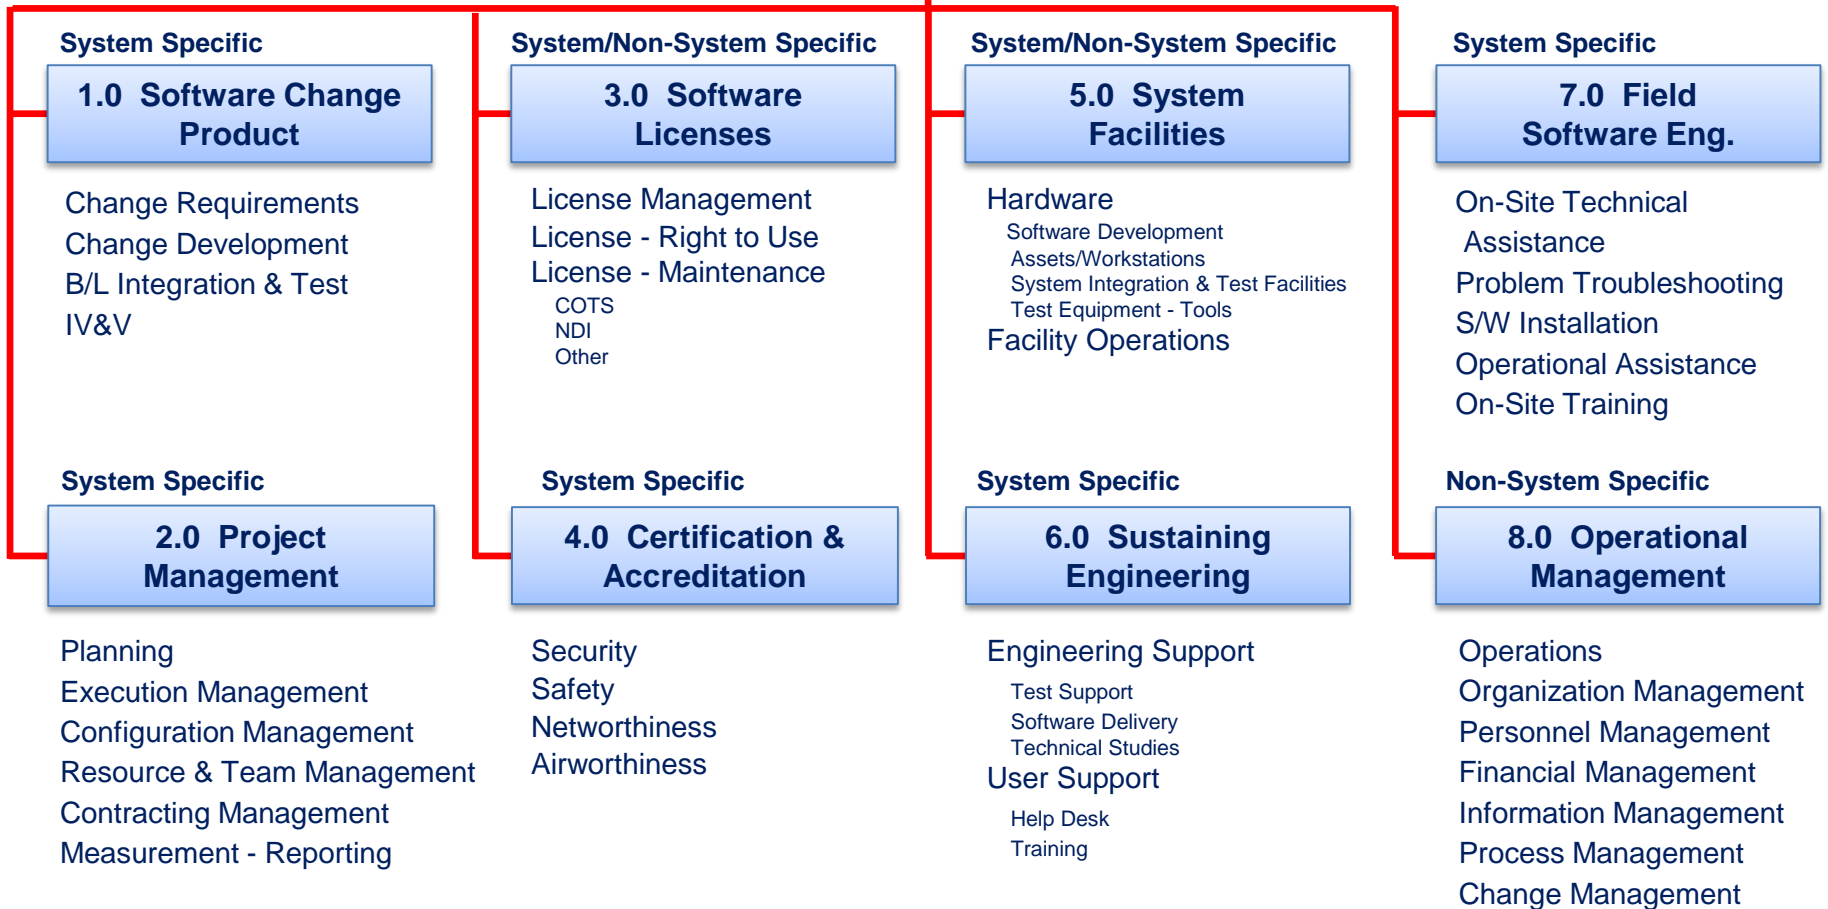 System Specific
1.0 Software Change
Product
Change Requirements
Change Development
B/L Integration & Test
IV&V
System Specific
2.0 Project
Management
Planning
Execution Management
Configuration Management
Resource & Team Management
Contracting Management
Measurement - Reporting
System/Non-System Specific
3.0 Software
Licenses
License Management
License - Right to Use
License - Maintenance
COTS
NDI
Other
System Specific
4.0 Certification &
Accreditation
Security
Safety
Networthiness
Airworthiness
System/Non-System Specific
5.0 System
Facilities
Hardware
Software Development
Assets/Workstations
System Integration & Test Facilities
Test Equipment - Tools
Facility Operations
System Specific
6.0 Sustaining
Engineering
Engineering Support
Test Support
Software Delivery
Technical Studies
User Support
Help Desk
Training
System Specific
7.0 Field
Software Eng.
On-Site Technical
Assistance
Problem Troubleshooting
S/W Installation
Operational Assistance
On-Site Training
Non-System Specific
8.0 Operational
Management
Operations
Organization Management
Personnel Management
Financial Management
Information Management
Process Management
Change Management